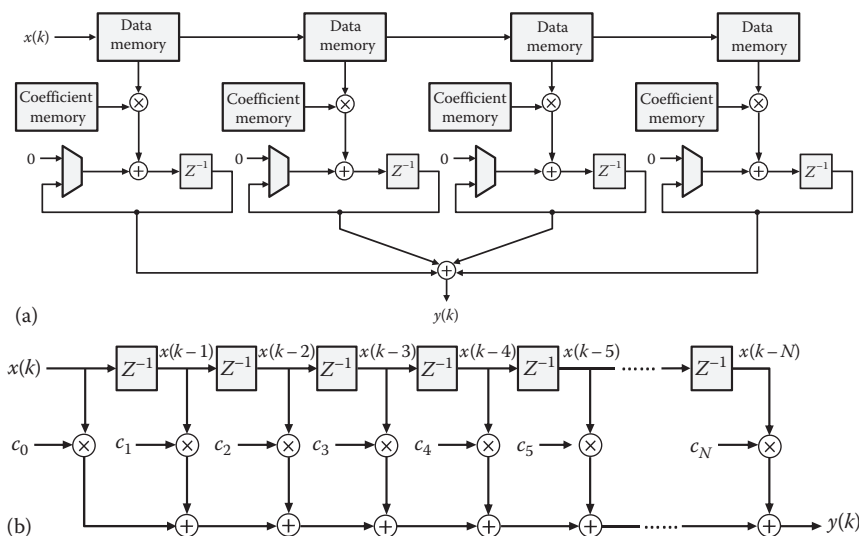 x(k) Data memory Data memory Data memory Data memory
Coefficient memory × Coefficient memory × Coefficient memory × Coefficient memory ×
0 + Z⁻¹ 0 + Z⁻¹ 0 + Z⁻¹ 0 + Z⁻¹
+
y(k)
(a)
x(k) Z⁻¹ x(k−1) Z⁻¹ x(k−2) Z⁻¹ x(k−3) Z⁻¹ x(k−4) Z⁻¹ x(k−5) ...... Z⁻¹ x(k−N)
c₀ × c₁ × c₂ × c₃ × c₄ × c₅ × c_N ×
(b) + + + + + ...... + y(k)